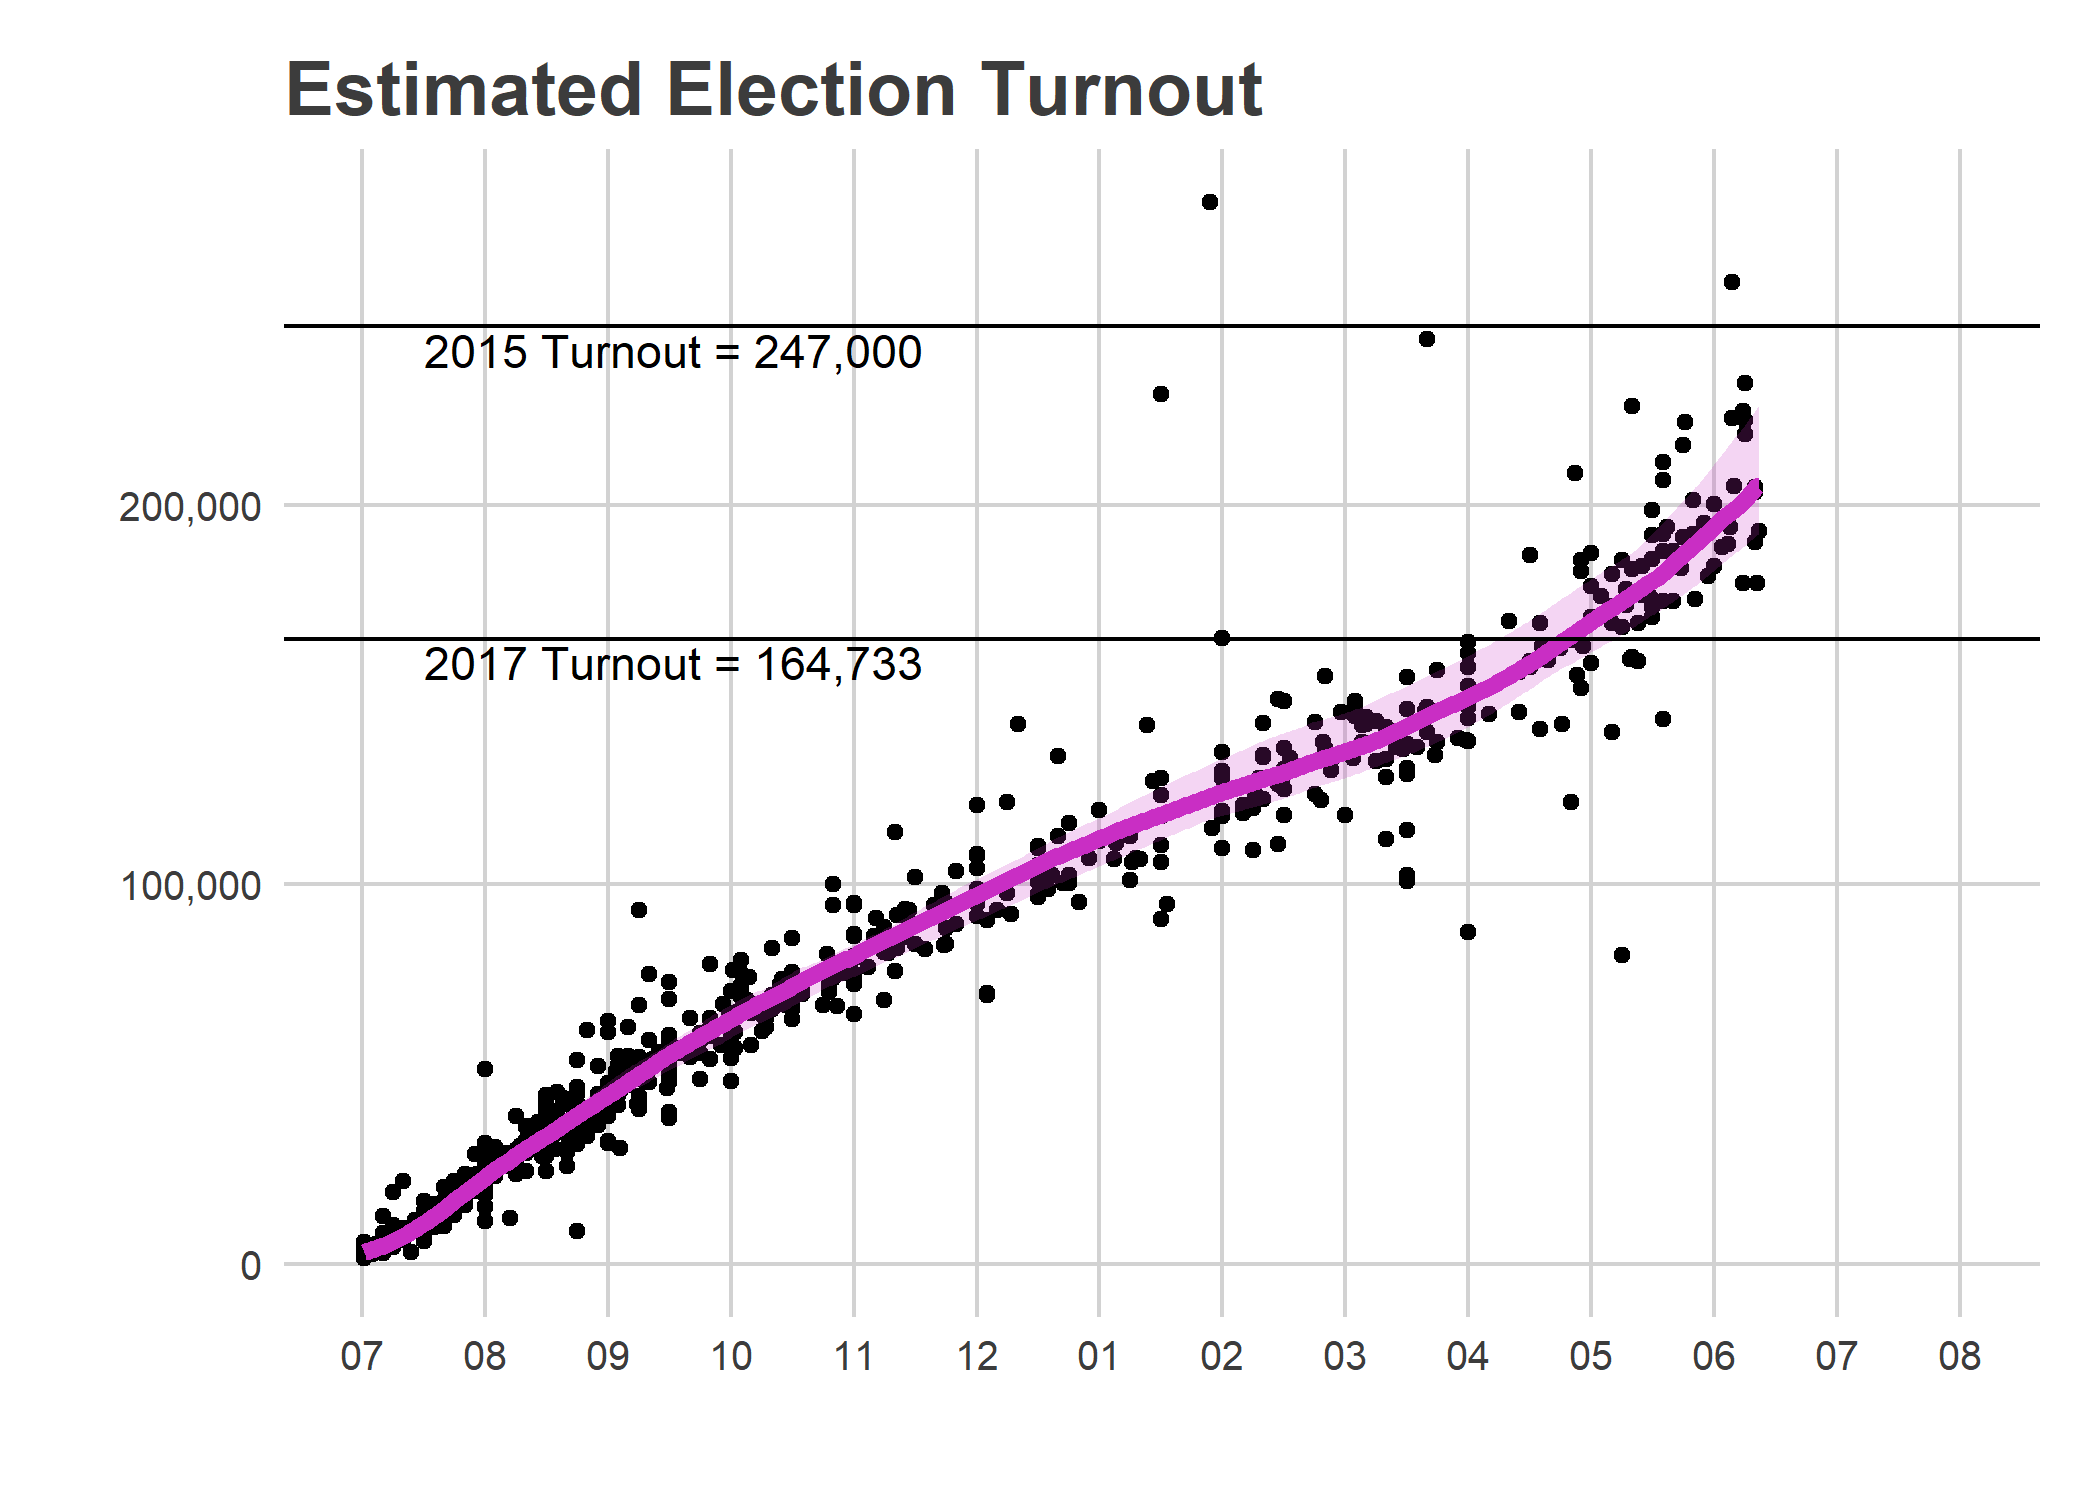 Estimated Election Turnout
2015 Turnout = 247,000
200,000
2017 Turnout = 164,733
100,000
0
07 08 09 10 11 12 01 02 03 04 05 06 07 08